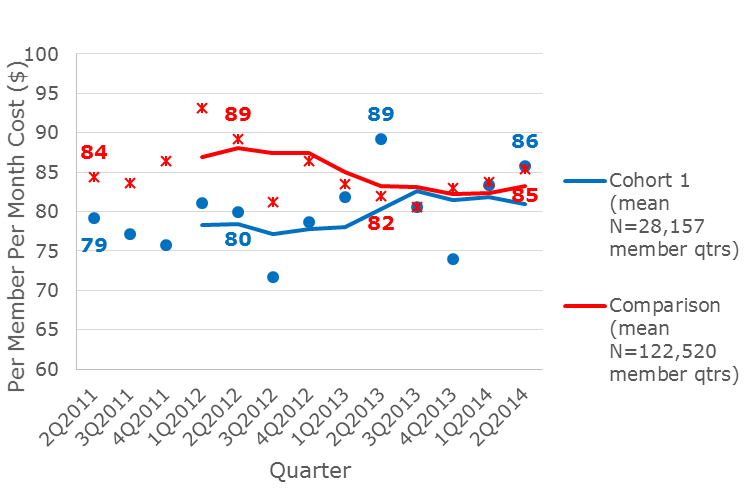 100
95
90
85
80
75
70
65
60
Per Member Per Month Cost ($)
84
79
89
80
89
82
86
85
2Q2011
3Q2011
4Q2011
1Q2012
2Q2012
3Q2012
4Q2012
1Q2013
2Q2013
3Q2013
4Q2013
1Q2014
2Q2014
Quarter
Cohort 1
(mean
N=28,157
member qtrs)
Comparison
(mean
N=122,520
member qtrs)